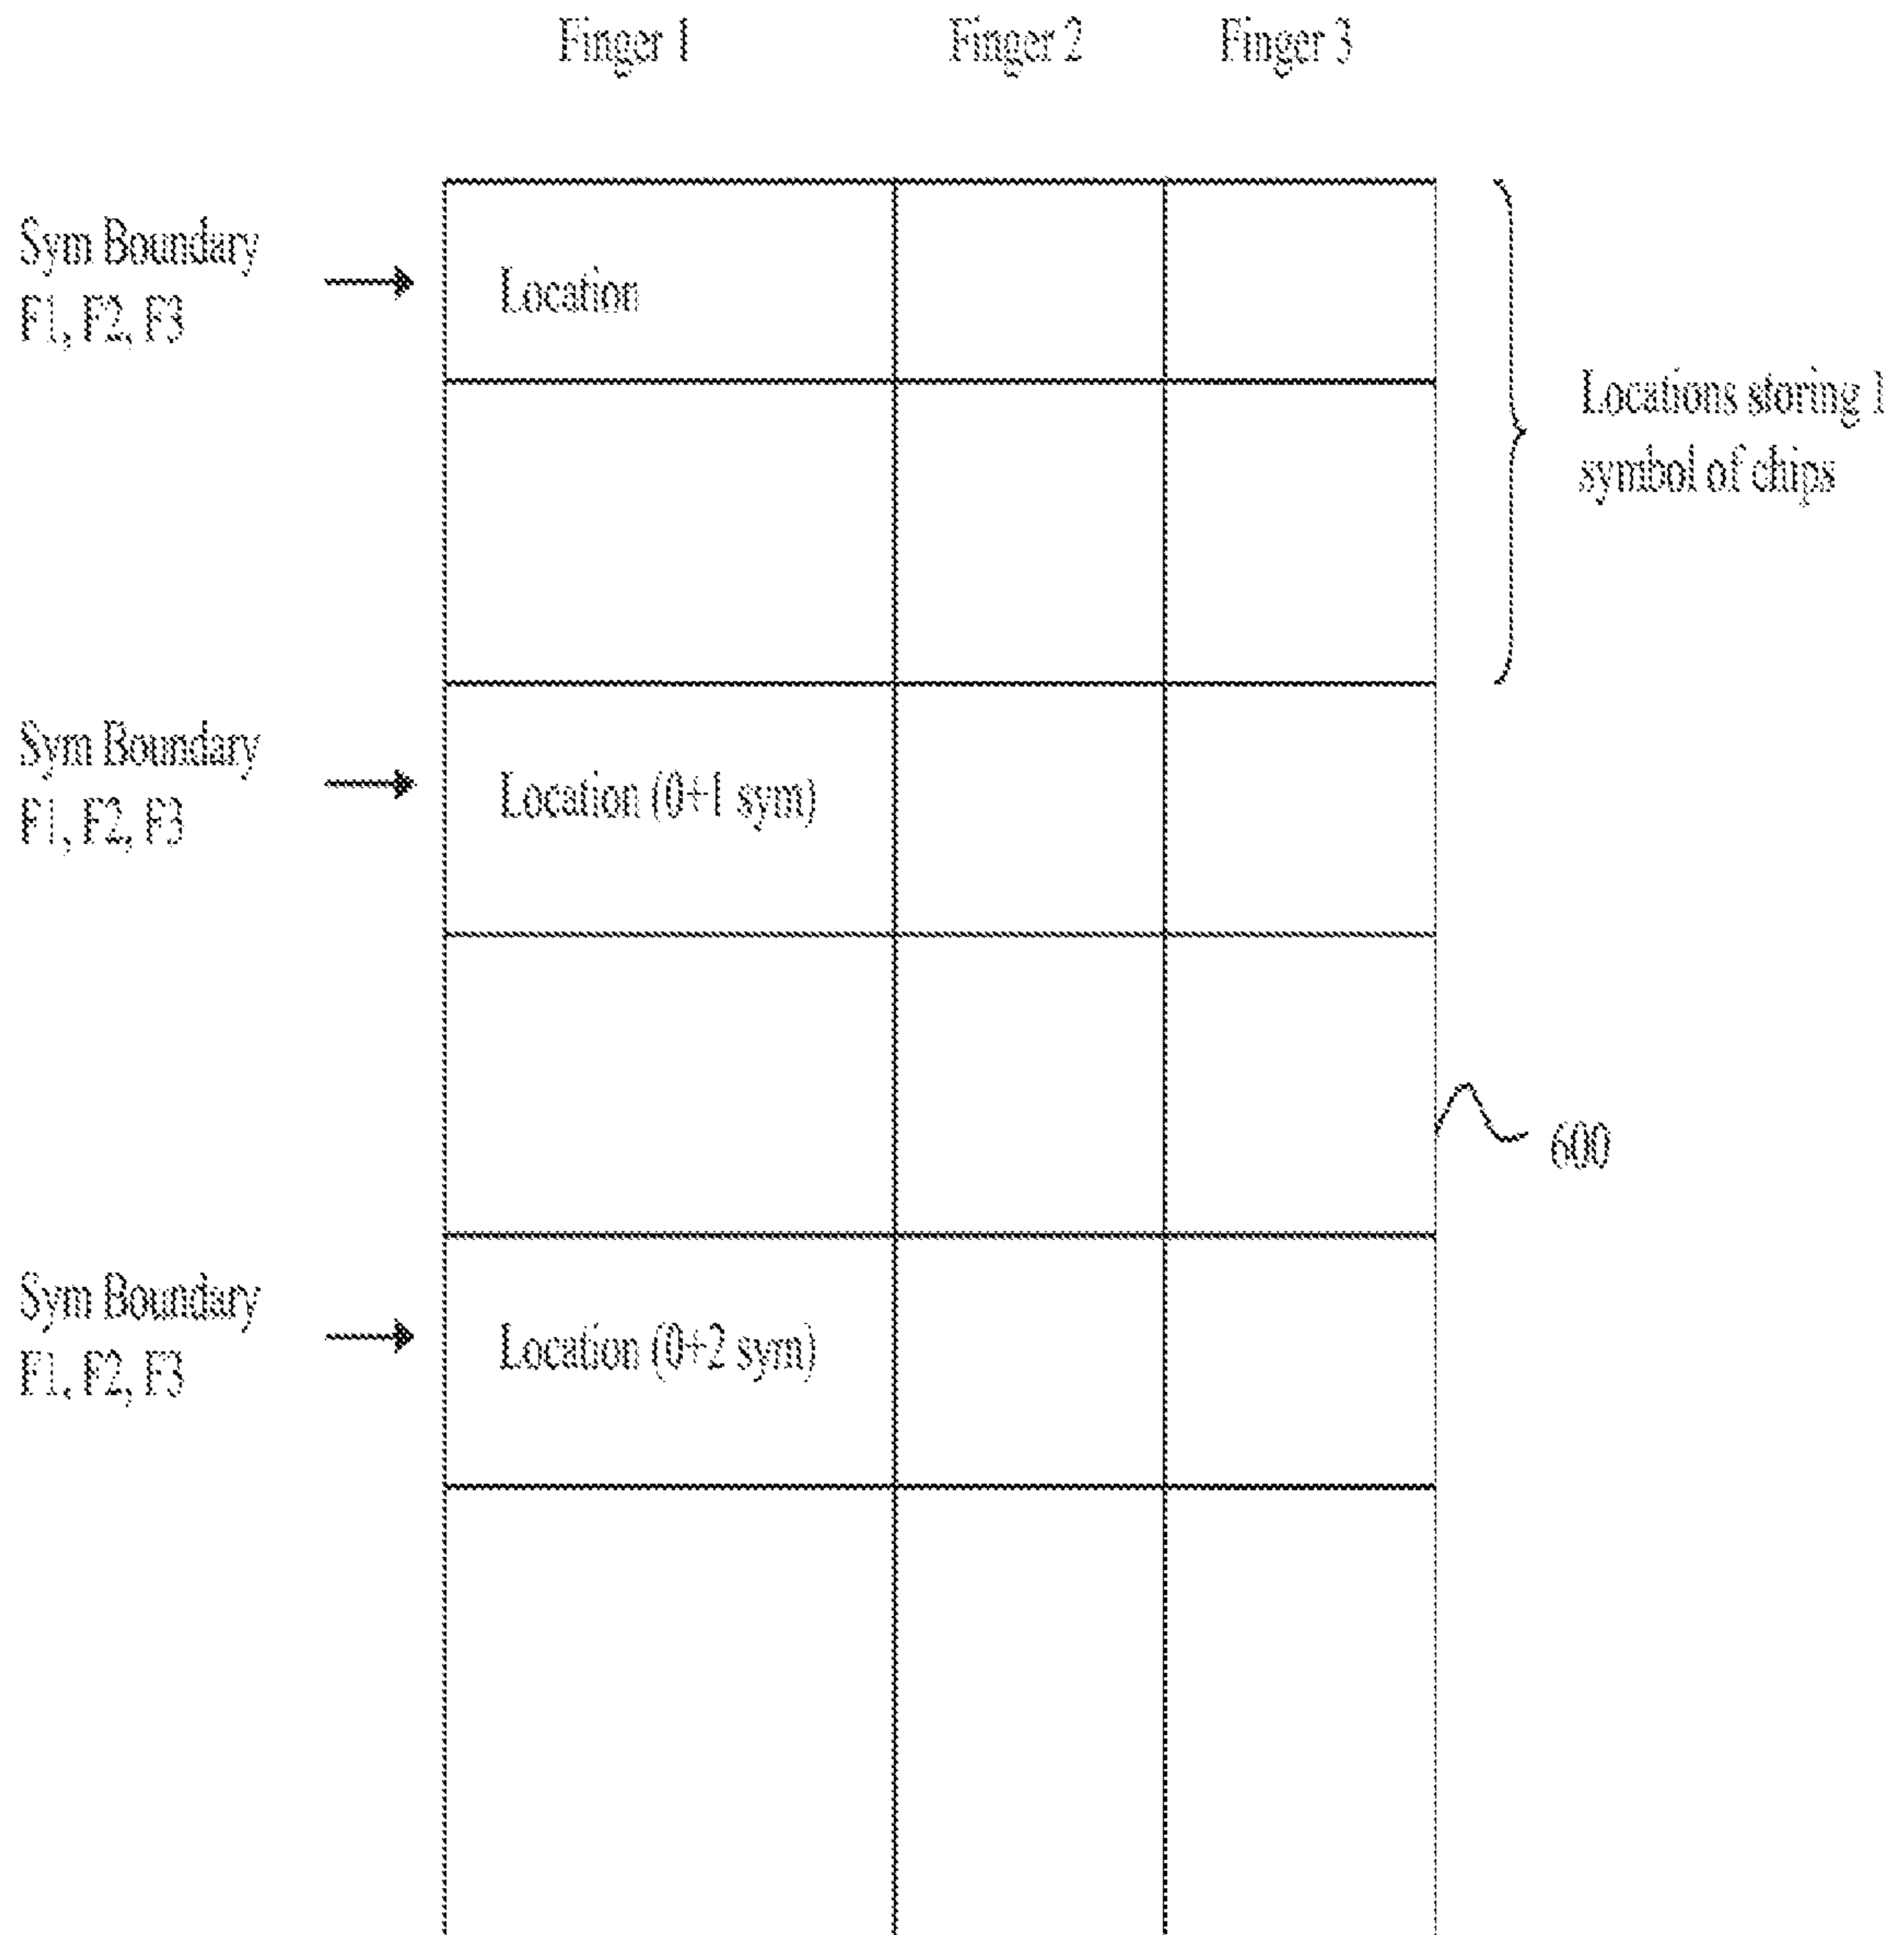 Finger 1 Finger 2 Finger 3
Sym Boundary
F1, F2, F3
Location
Locations storing 1
symbol of chips
Sym Boundary
F1, F2, F3
Location (0+1 sym)
600
Sym Boundary
F1, F2, F3
Location (0+2 sym)